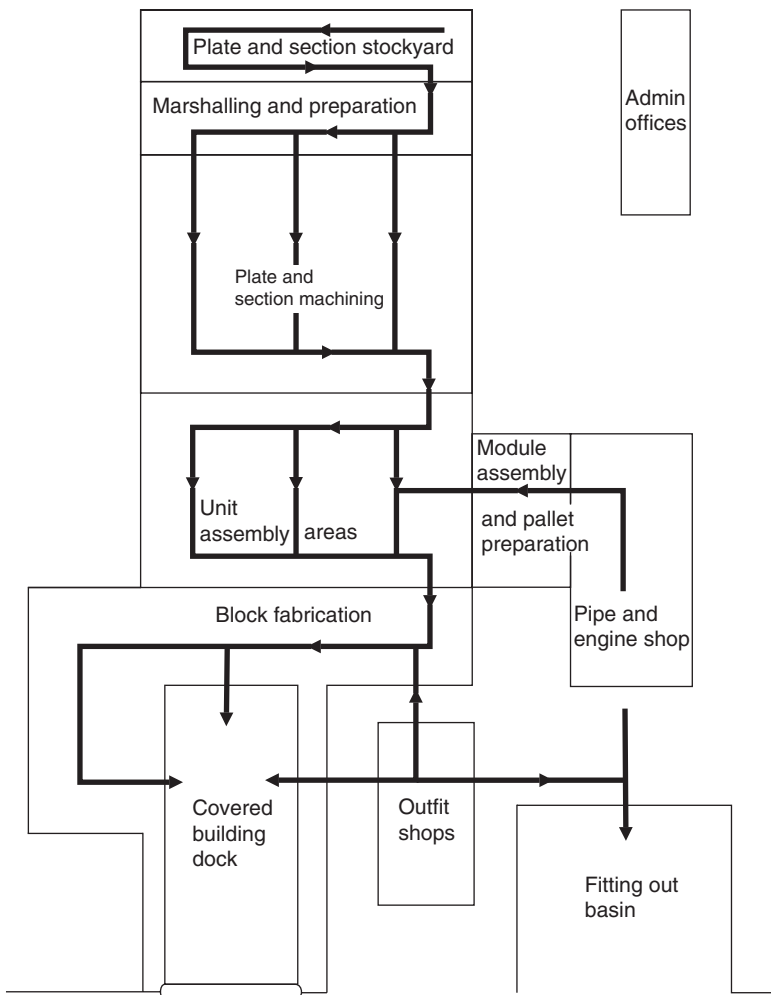 Plate and section stockyard
Admin
offices
Marshalling and preparation
Plate and
section machining
Module
assembly
and pallet
preparation
Unit
assembly
areas
Block fabrication
Pipe and
engine shop
Covered
building
dock
Outfit
shops
Fitting out
basin